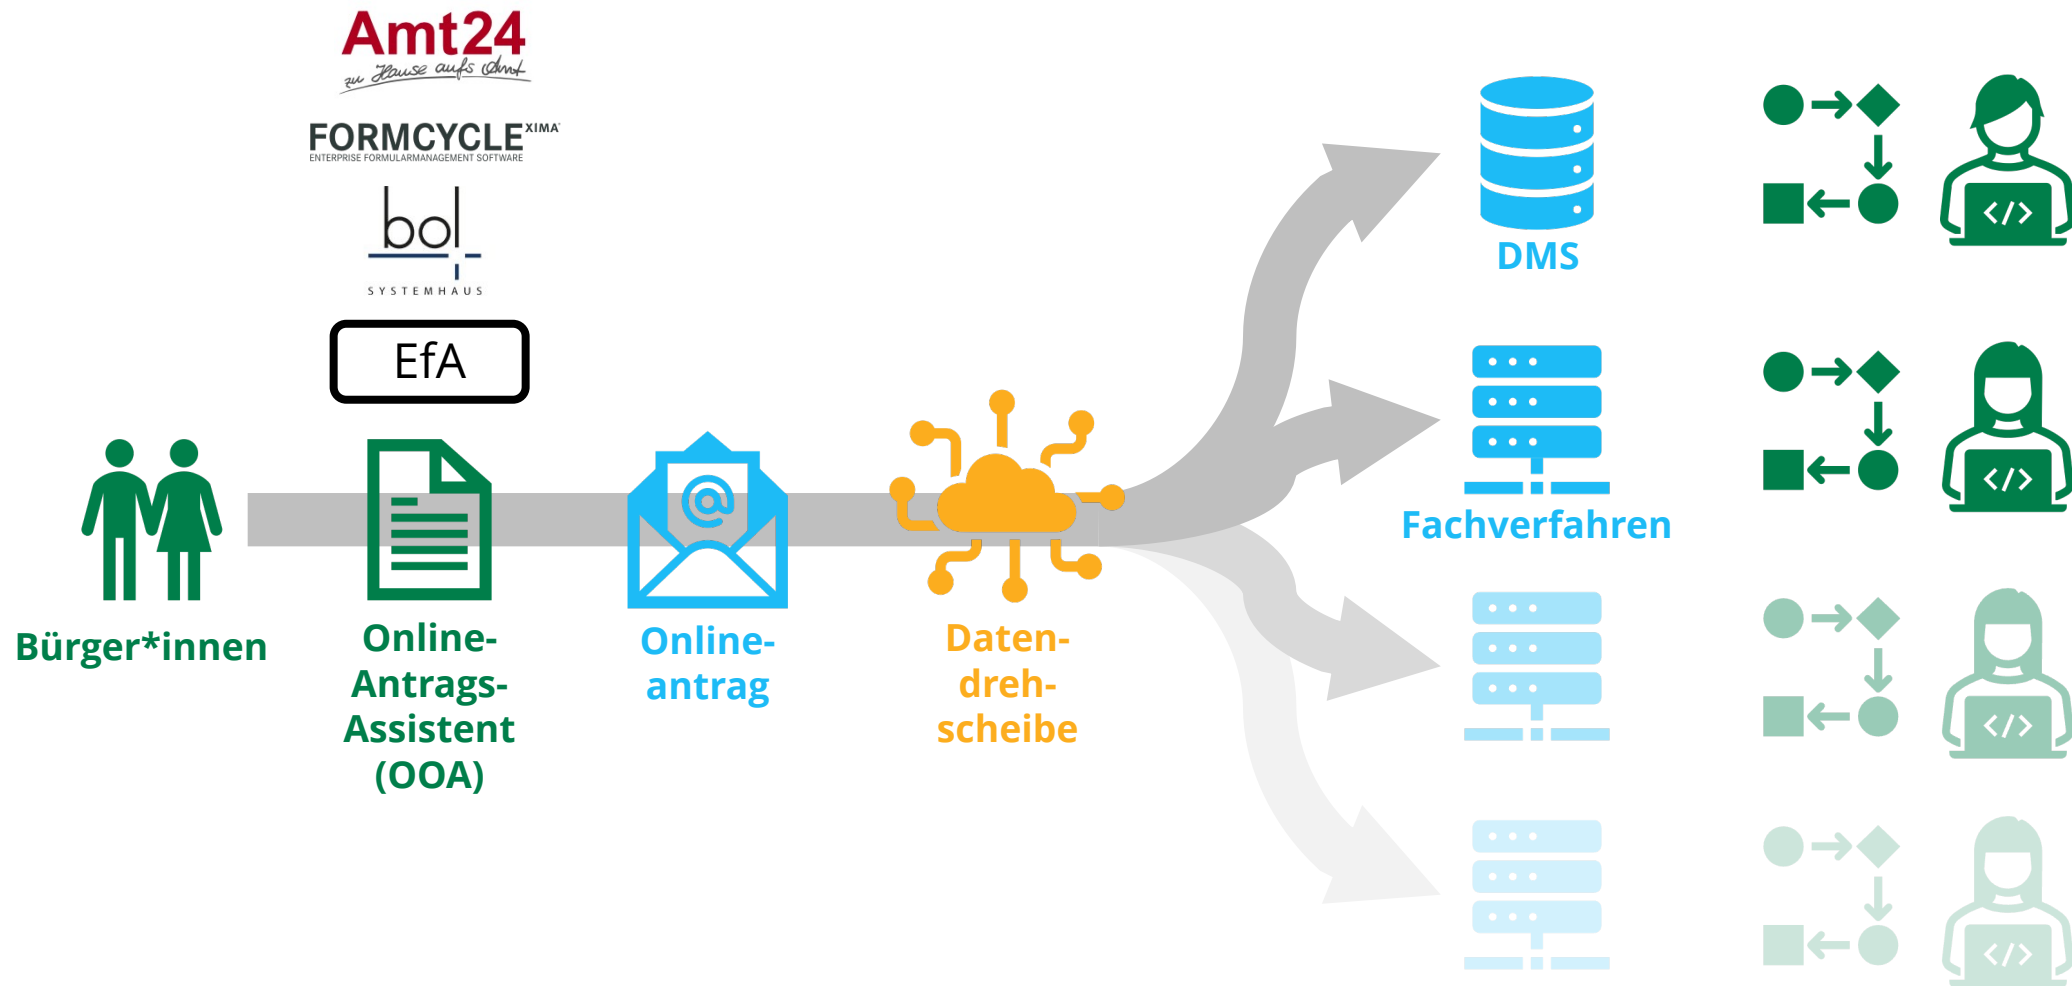 Amt24
zu Hause aufs Amt
FORMCYCLE XIMA
ENTERPRISE FORMULARMANAGEMENT SOFTWARE
bol
SYSTEMHAUS
EfA
Bürger*innen
Online-
Antrags-
Assistent
(OOA)
@
Online-
antrag
Daten-
dreh-
scheibe
DMS
Fachverfahren
</>
</>
</>
</>